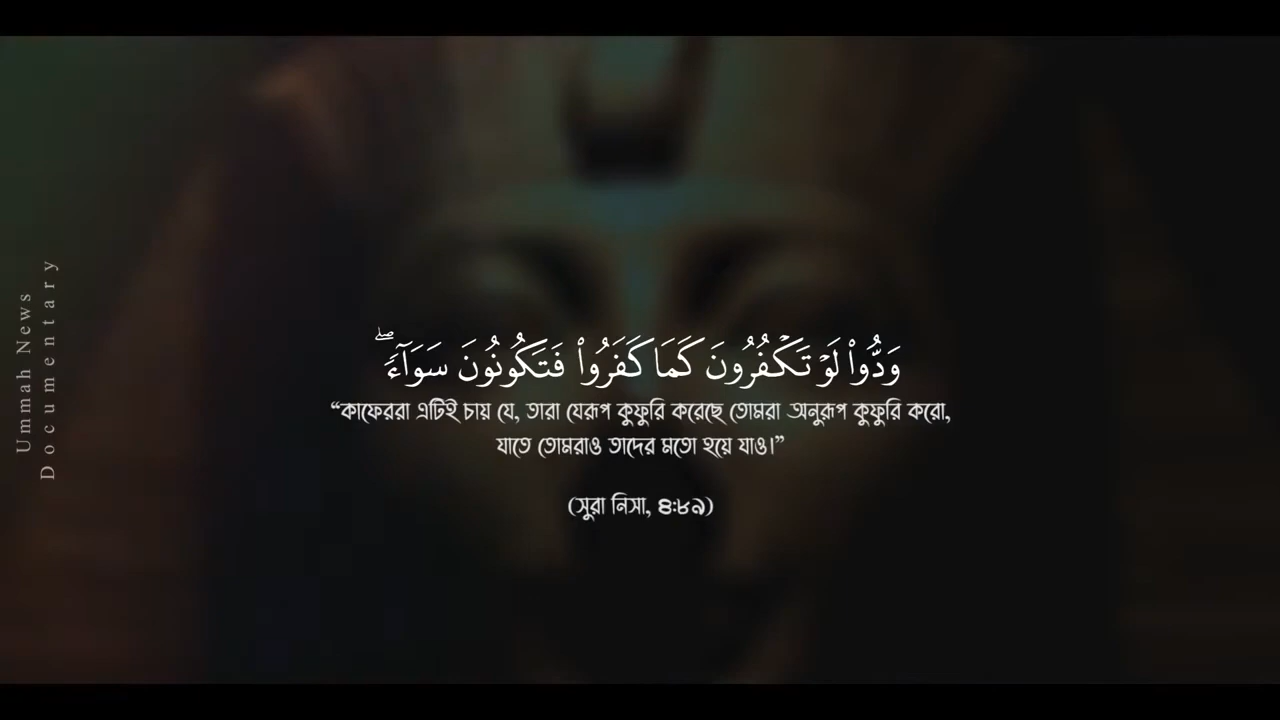 Ummah News
Documentary
وَدُّوا۟ لَوْ تَكْفُرُونَ كَمَا كَفَرُوا۟ فَتَكُونُونَ سَوَآءًۖ
“কাফেররা এটিই চায় যে, তারা যেরূপ কুফুরি করেছে তোমরা অনুরূপ কুফুরি করো,
যাতে তোমরাও তাদের মতো হয়ে যাও।”
(সুরা নিসা, ৪:৮৯)